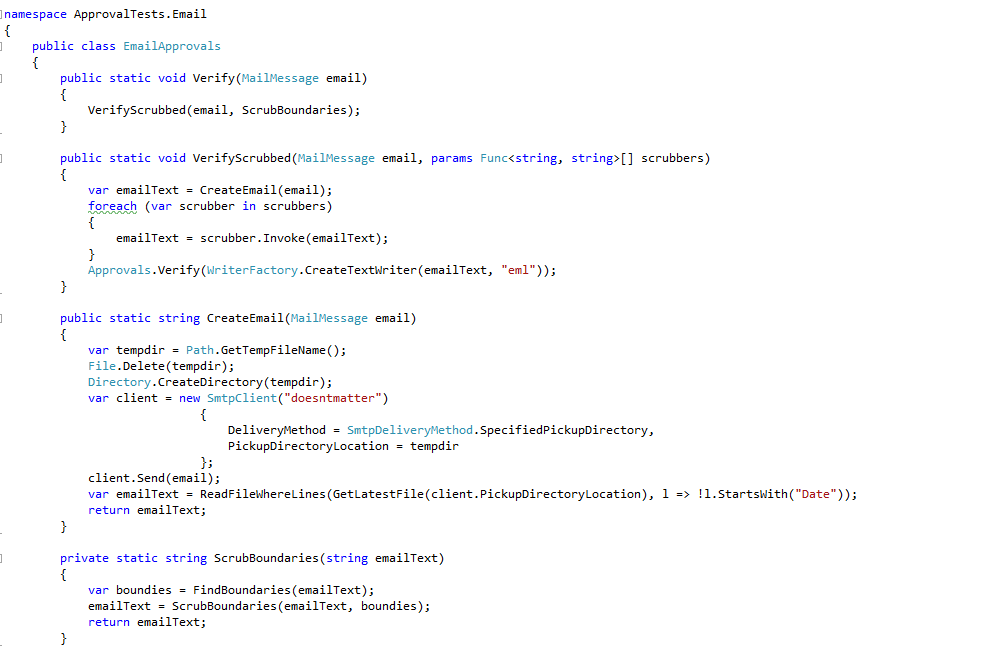 namespace ApprovalTests.Email
{
    public class EmailApprovals
    {
        public static void Verify(MailMessage email)
        {
            VerifyScrubbed(email, ScrubBoundaries);
        }

        public static void VerifyScrubbed(MailMessage email, params Func<string, string>[] scrubbers)
        {
            var emailText = CreateEmail(email);
            foreach (var scrubber in scrubbers)
            {
                emailText = scrubber.Invoke(emailText);
            }
            Approvals.Verify(WriterFactory.CreateTextWriter(emailText, "eml"));
        }

        public static string CreateEmail(MailMessage email)
        {
            var tempdir = Path.GetTempFileName();
            File.Delete(tempdir);
            Directory.CreateDirectory(tempdir);
            var client = new SmtpClient("doesntmatter")
                            {
                                DeliveryMethod = SmtpDeliveryMethod.SpecifiedPickupDirectory,
                                PickupDirectoryLocation = tempdir
                            };
            client.Send(email);
            var emailText = ReadFileWhereLines(GetLatestFile(client.PickupDirectoryLocation), l => !l.StartsWith("Date"));
            return emailText;
        }

        private static string ScrubBoundaries(string emailText)
        {
            var boundies = FindBoundaries(emailText);
            emailText = ScrubBoundaries(emailText, boundies);
            return emailText;
        }